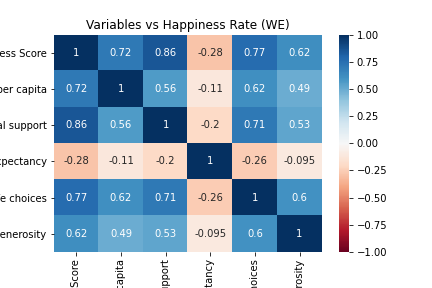 Variables vs Happiness Rate (WE)
ess Score 1 0.72 0.86 -0.28 0.77 0.62
per capita 0.72 1 0.56 -0.11 0.62 0.49
al support 0.86 0.56 1 -0.2 0.71 0.53
xpectancy -0.28 -0.11 -0.2 1 -0.26 -0.095
e choices 0.77 0.62 0.71 -0.26 1 0.6
enerosity 0.62 0.49 0.53 -0.095 0.6 1
Score
capita
upport
tancy
oices
rosity
1.00
0.75
0.50
0.25
0.00
−0.25
−0.50
−0.75
−1.00